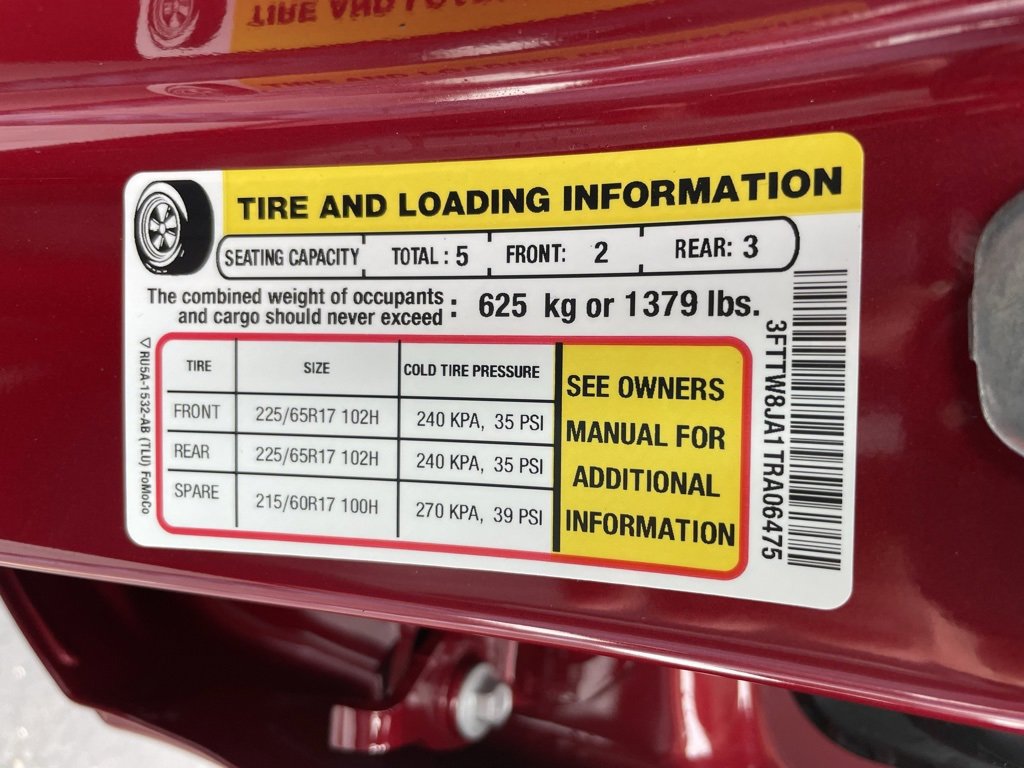 TIRE AND LOADING INFORMATION
SEATING CAPACITY TOTAL : 5 FRONT: 2 REAR: 3
The combined weight of occupants
and cargo should never exceed : 625 kg or 1379 lbs.
TIRE SIZE COLD TIRE PRESSURE
FRONT 225/65R17 102H 240 KPA, 35 PSI
REAR 225/65R17 102H 240 KPA, 35 PSI
SPARE 215/60R17 100H 270 KPA, 39 PSI
SEE OWNERS
MANUAL FOR
ADDITIONAL
INFORMATION
3FTTW8JA1TRA06475
RU5A-1532-AB (TLU) FoMoCo